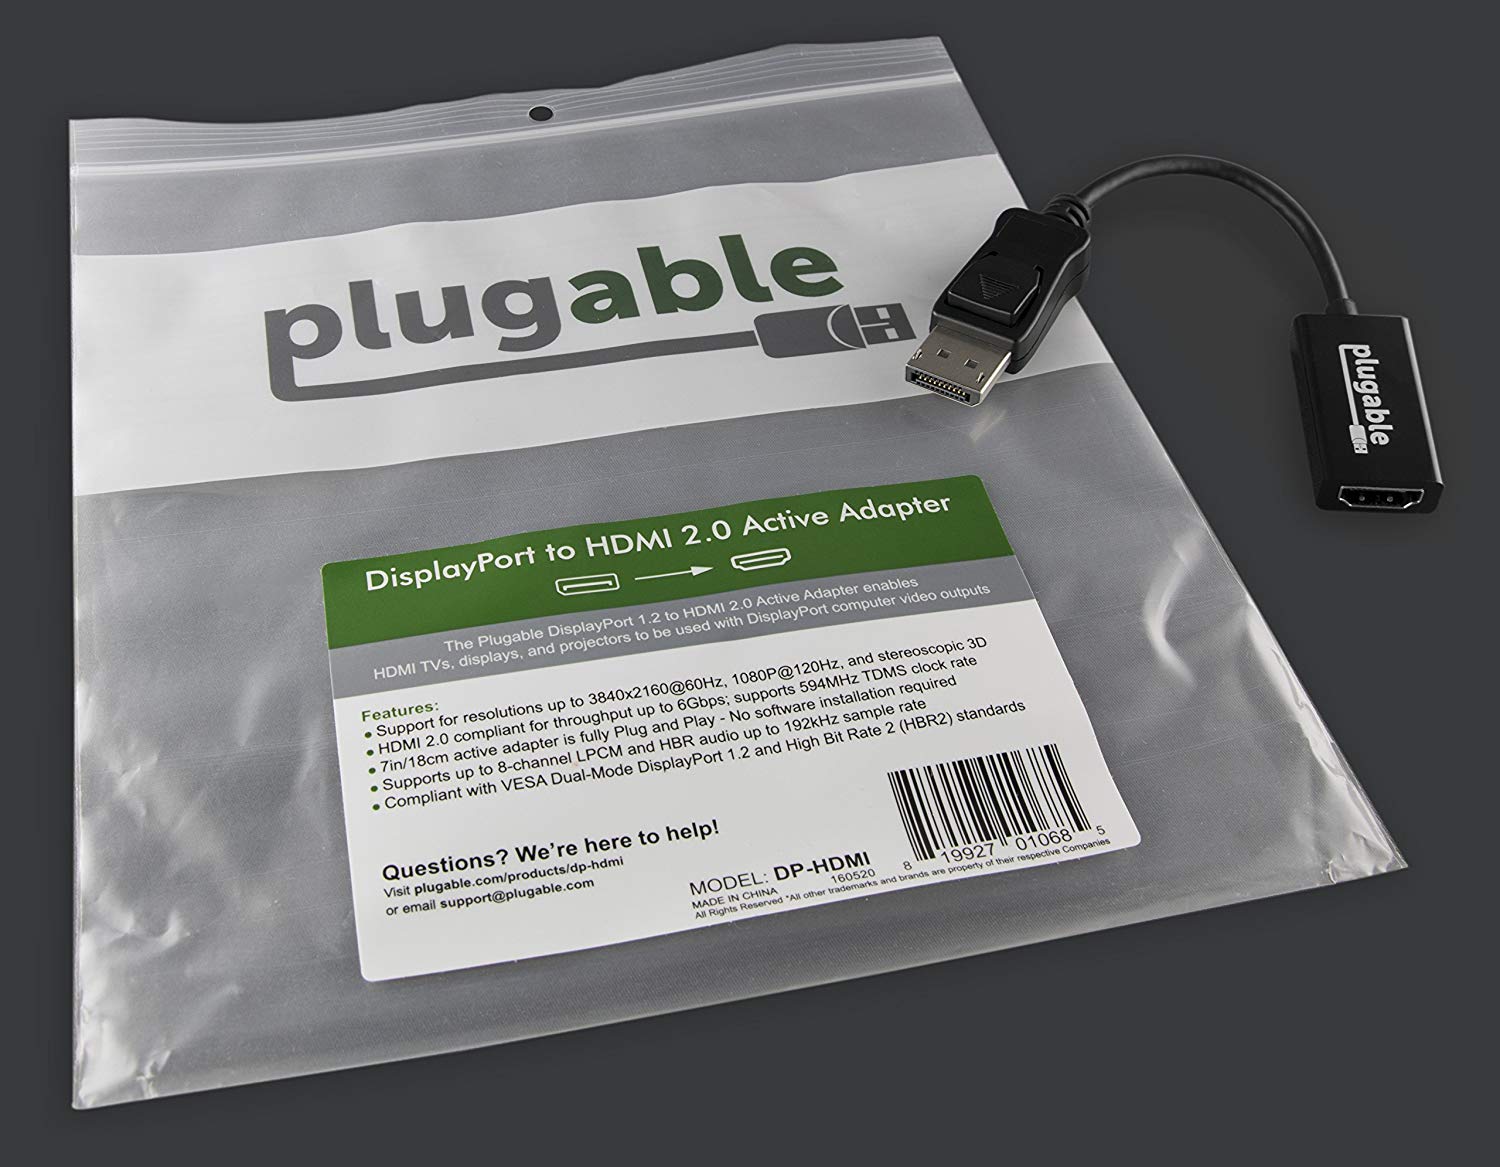 plugable
plugable
DisplayPort to HDMI 2.0 Active Adapter
The Plugable DisplayPort 1.2 to HDMI 2.0 Active Adapter enables
HDMI TVs, displays, and projectors to be used with DisplayPort computer video outputs
Features:
• Support for resolutions up to 3840x2160@60Hz, 1080P@120Hz, and stereoscopic 3D
• HDMI 2.0 compliant for throughput up to 6Gbps; supports 594MHz TDMS clock rate
• 7in/18cm active adapter is fully Plug and Play - No software installation required
• Supports up to 8-channel LPCM and HBR audio up to 192kHz sample rate
• Compliant with VESA Dual-Mode DisplayPort 1.2 and High Bit Rate 2 (HBR2) standards
Questions? We're here to help!
Visit plugable.com/products/dp-hdmi
or email support@plugable.com
MODEL: DP-HDMI
MADE IN CHINA 160520
All Rights Reserved *All other trademarks and brands are property of their respective Companies
8 19927 01068 5